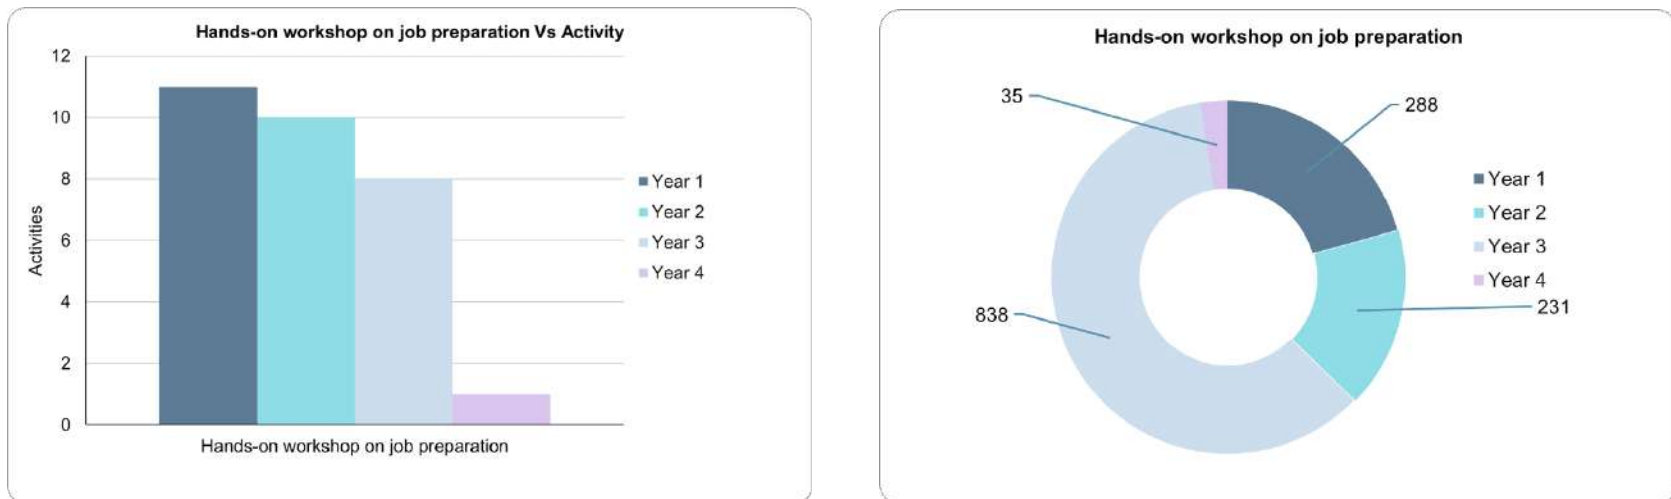 Hands-on workshop on job preparation Vs Activity
12
10
8
6
4
2
0
Activities
Hands-on workshop on job preparation
Year 1
Year 2
Year 3
Year 4
Hands-on workshop on job preparation
35
288
838
231
Year 1
Year 2
Year 3
Year 4